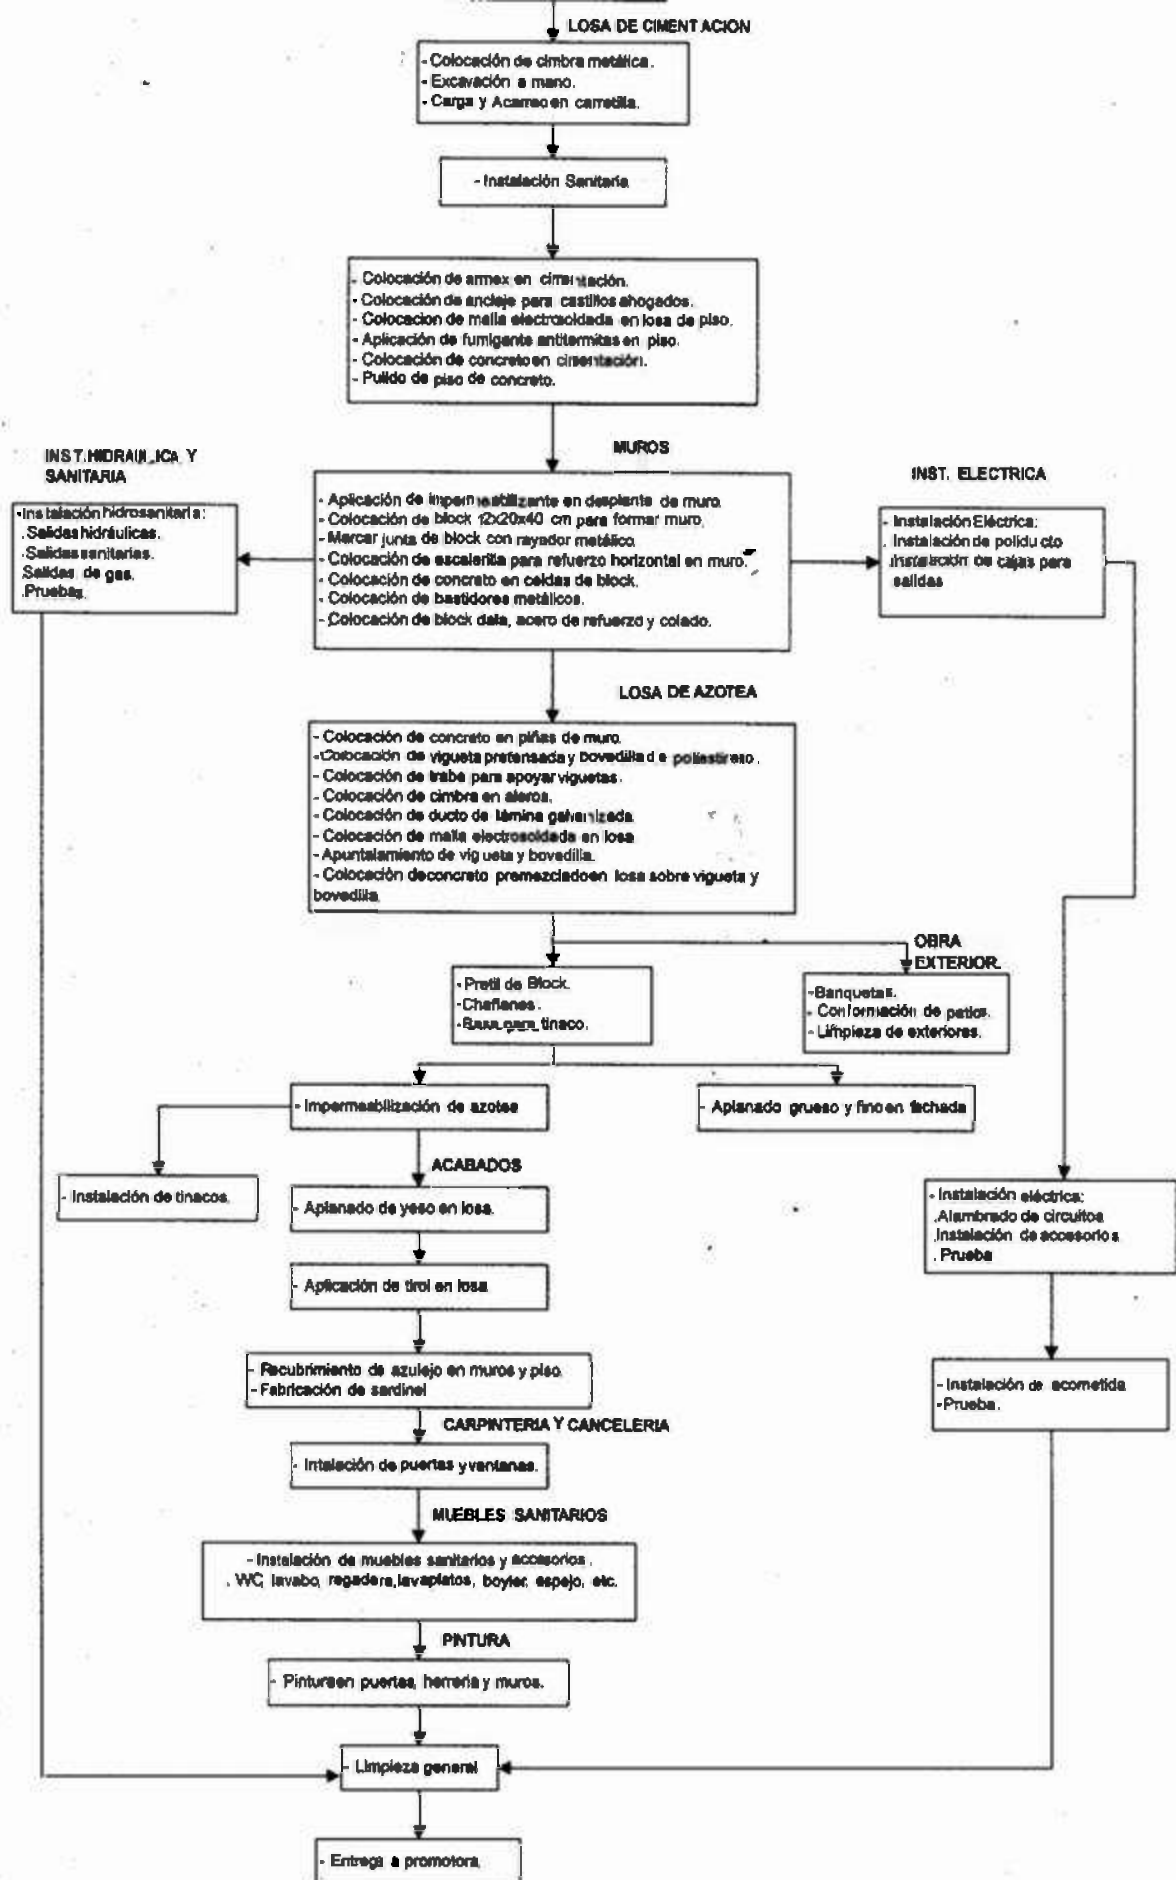 LOSA DE CIMENTACION
- Colocación de cimbra metálica.
- Excavación a mano.
- Carga y Acarreo en carretilla.
- Instalación Sanitaria
- Colocación de armex en cimentación.
- Colocación de anclaje para castillos ahogados.
- Colocacion de malla electrosoldada en losa de piso.
- Aplicación de fumigante antitermitas en piso.
- Colocación de concreto en cimentación.
- Pulido de piso de concreto.
MUROS
INST. HIDRAULICA Y
SANITARIA
INST. ELECTRICA
- Instalación hidrosanitaria:
. Salidas hidráulicas.
. Salidas sanitarias.
Salidas de gas.
. Pruebas.
- Aplicación de impermeabilizante en desplante de muro.
- Colocación de block 12x20x40 cm para formar muro.
- Marcar junta de block con rayador metálico.
- Colocación de escalerilla para refuerzo horizontal en muro.
- Colocación de concreto en celdas de block.
- Colocación de bastidores metálicos.
- Colocación de block dala, acero de refuerzo y colado.
- Instalación Eléctrica:
. Instalación de poliducto
. Instalación de cajas para
salidas
LOSA DE AZOTEA
- Colocación de concreto en piñas de muro.
- Colocación de vigueta pretensada y bovedilla de poliestireno.
- Colocación de trabe para apoyar viguetas.
- Colocación de cimbra en aleros.
- Colocación de ducto de lámina galvanizada
- Colocación de malla electrosoldada en losa
- Apuntalamiento de vigueta y bovedilla.
- Colocación de concreto premezclado en losa sobre vigueta y
bovedilla.
OBRA
EXTERIOR.
- Pretil de Block.
- Chaflanes.
- Base para tinaco.
- Banquetas.
- Conformación de patios.
- Limpieza de exteriores.
- Impermeabilización de azotea
- Aplanado grueso y fino en fachada
ACABADOS
- Instalación de tinacos.
- Aplanado de yeso en losa.
- Instalación eléctrica:
. Alambrado de circuitos
. Instalación de accesorios
. Prueba
- Aplicación de tirol en losa
- Recubrimiento de azulejo en muros y piso.
- Fabricación de sardinel
- Instalación de acometida
- Prueba.
CARPINTERIA Y CANCELERIA
- Intalación de puertas y ventanas.
MUEBLES SANITARIOS
- Instalación de muebles sanitarios y accesorios.
. WC, lavabo, regadera, lavaplatos, boyler, espejo, etc.
PINTURA
- Pintura en puertas, herreria y muros.
- Limpieza general
- Entrega a promotora.